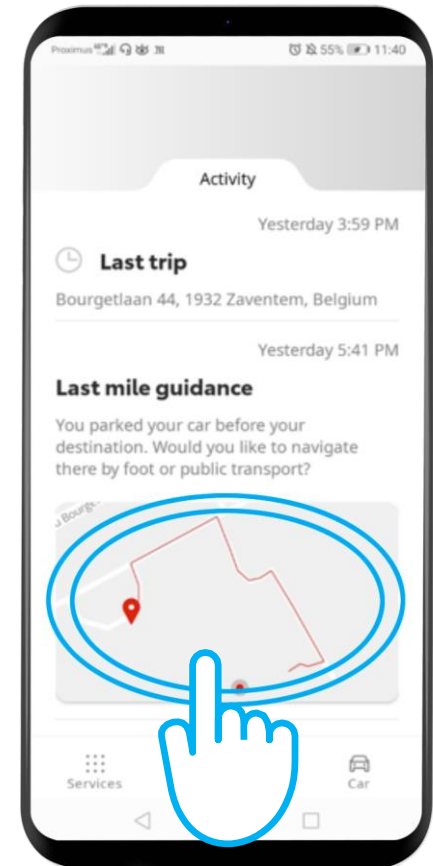 Proximus 55% 11:40
Activity
Yesterday 3:59 PM
Last trip
Bourgetlaan 44, 1932 Zaventem, Belgium
Yesterday 5:41 PM
Last mile guidance
You parked your car before your
destination. Would you like to navigate
there by foot or public transport?
Services Car